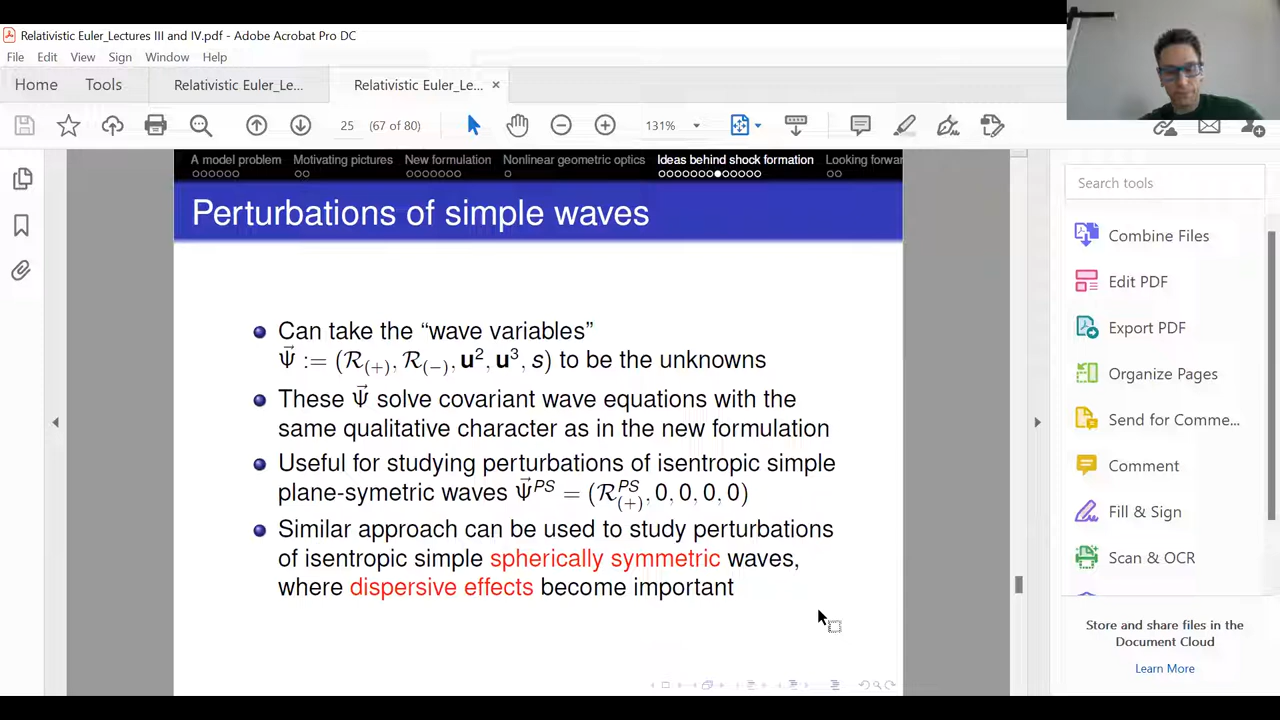 Relativistic Euler_Lectures III and IV.pdf - Adobe Acrobat Pro DC
File Edit View Sign Window Help
Home Tools Relativistic Euler_Le... Relativistic Euler_Le... ×
25 (67 of 80) 131%
A model problem Motivating pictures New formulation Nonlinear geometric optics Ideas behind shock formation Looking forwa
Perturbations of simple waves
Can take the “wave variables”
Ψ⃗ := (ℛ(+), ℛ(−), u², u³, s) to be the unknowns
These Ψ⃗ solve covariant wave equations with the
same qualitative character as in the new formulation
Useful for studying perturbations of isentropic simple
plane-symetric waves Ψ⃗^PS = (ℛ^PS_(+), 0, 0, 0, 0)
Similar approach can be used to study perturbations
of isentropic simple spherically symmetric waves,
where dispersive effects become important
Search tools
Combine Files
Edit PDF
Export PDF
Organize Pages
Send for Comme...
Comment
Fill & Sign
Scan & OCR
Store and share files in the
Document Cloud
Learn More